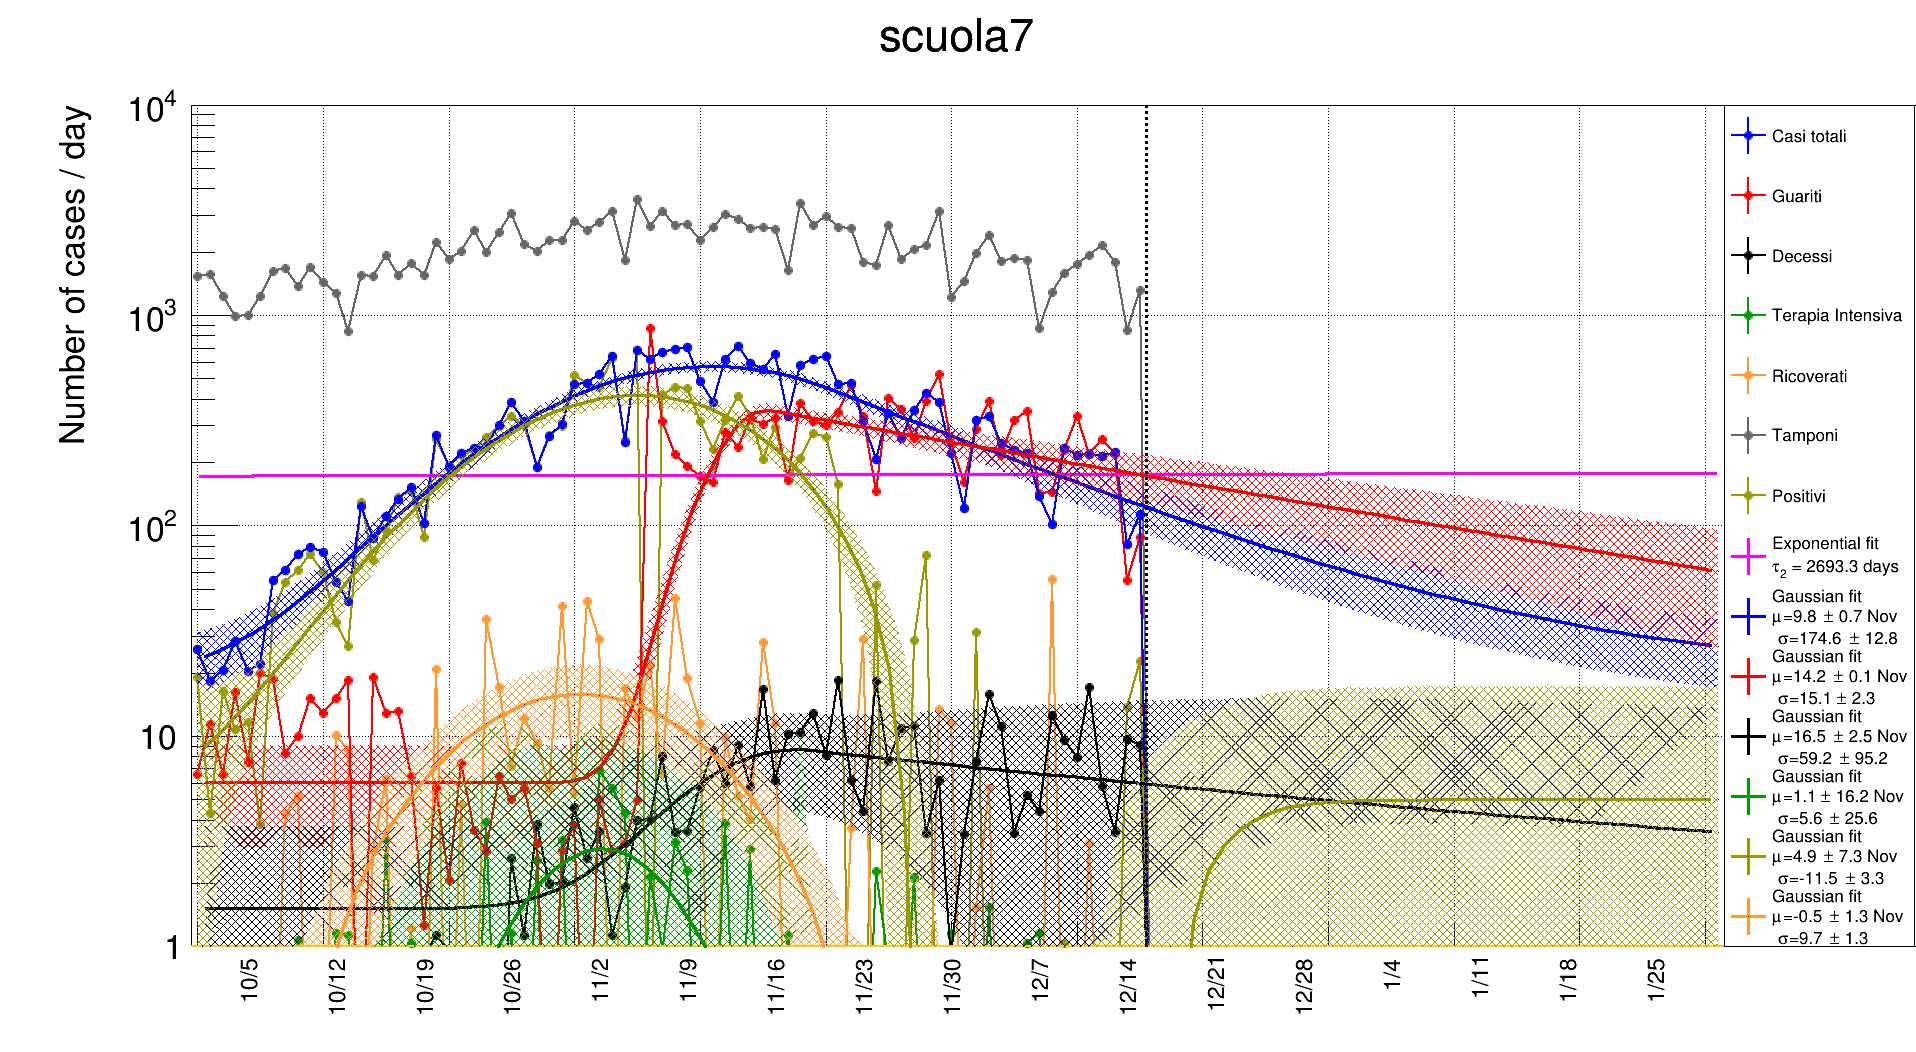 scuola7
Number of cases / day
10⁴
10³
10²
10
1
10/5
10/12
10/19
10/26
11/2
11/9
11/16
11/23
11/30
12/7
12/14
12/21
12/28
1/4
1/11
1/18
1/25
Casi totali
Guariti
Decessi
Terapia Intensiva
Ricoverati
Tamponi
Positivi
Exponential fit
τ₂ = 2693.3 days
Gaussian fit
μ=9.8 ± 0.7 Nov
σ=174.6 ± 12.8
Gaussian fit
μ=14.2 ± 0.1 Nov
σ=15.1 ± 2.3
Gaussian fit
μ=16.5 ± 2.5 Nov
σ=59.2 ± 95.2
Gaussian fit
μ=1.1 ± 16.2 Nov
σ=5.6 ± 25.6
Gaussian fit
μ=4.9 ± 7.3 Nov
σ=-11.5 ± 3.3
Gaussian fit
μ=-0.5 ± 1.3 Nov
σ=9.7 ± 1.3